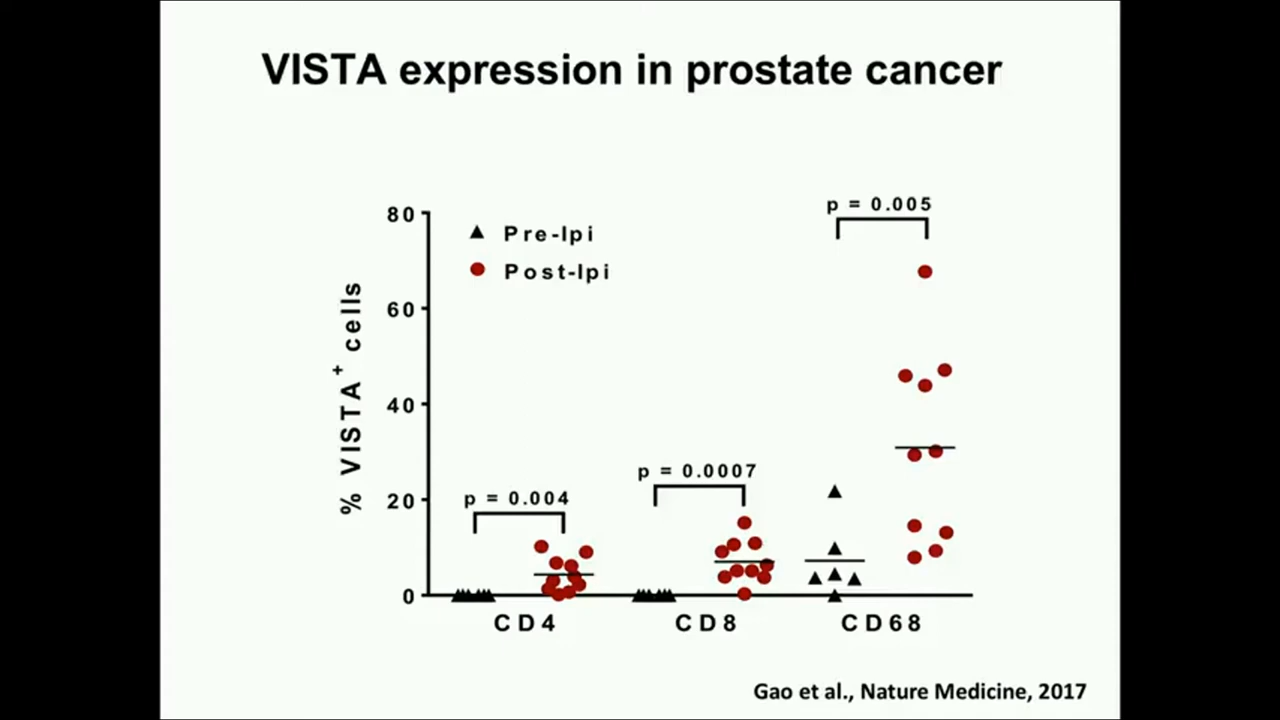 VISTA expression in prostate cancer
p = 0.005
80
Pre-Ipi
Post-Ipi
60
% VISTA+ cells
40
p = 0.0007
p = 0.004
20
0
CD4
CD8
CD68
Gao et al., Nature Medicine, 2017